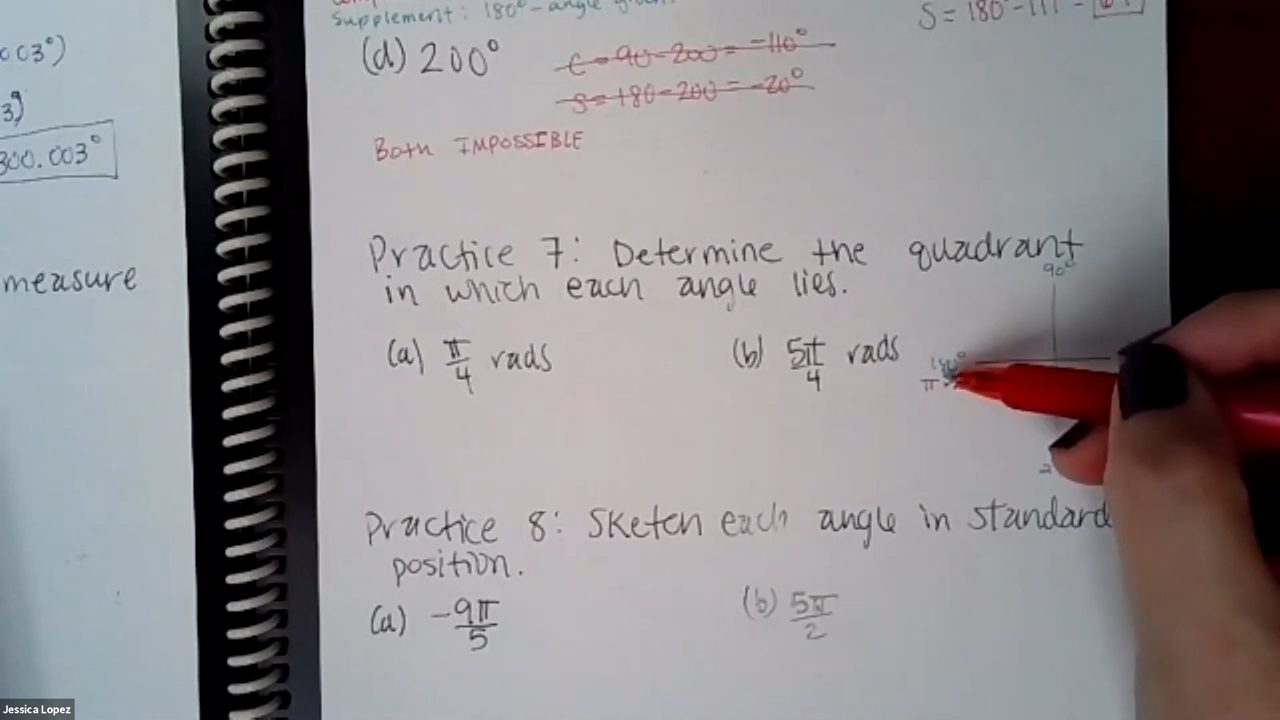 003°)
3)
300.003°
measure
Supplement: 180° - angle given.
S = 180° - 111 =
(d) 200°
C = 90 - 200 = -110°
S = 180 - 200 = -20°
Both IMPOSSIBLE
Practice 7: Determine the quadrant
in which each angle lies.
90°
(a) π/4 rads
(b) 5π/4 rads
180°
π
Practice 8: Sketch each angle in standard
position.
(a) -9π/5
(b) 5π/2
Jessica Lopez